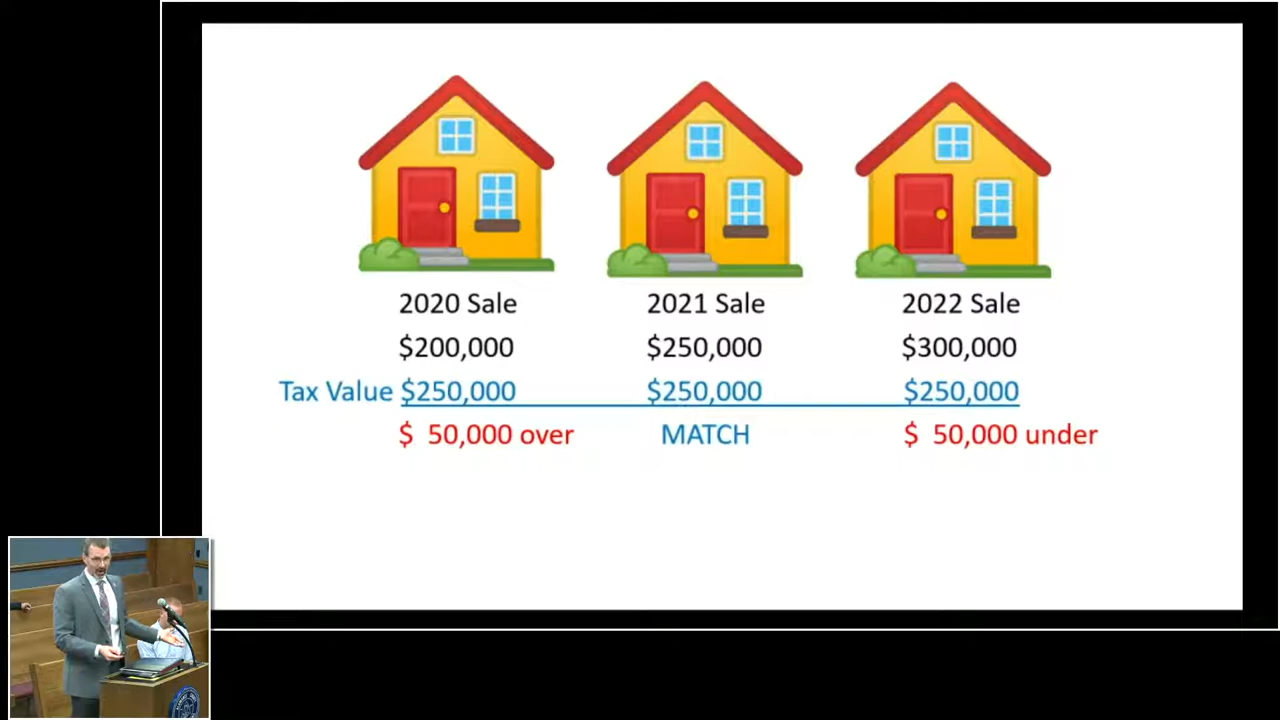 2020 Sale 2021 Sale 2022 Sale
$200,000 $250,000 $300,000
Tax Value $250,000 $250,000 $250,000
$ 50,000 over MATCH $ 50,000 under